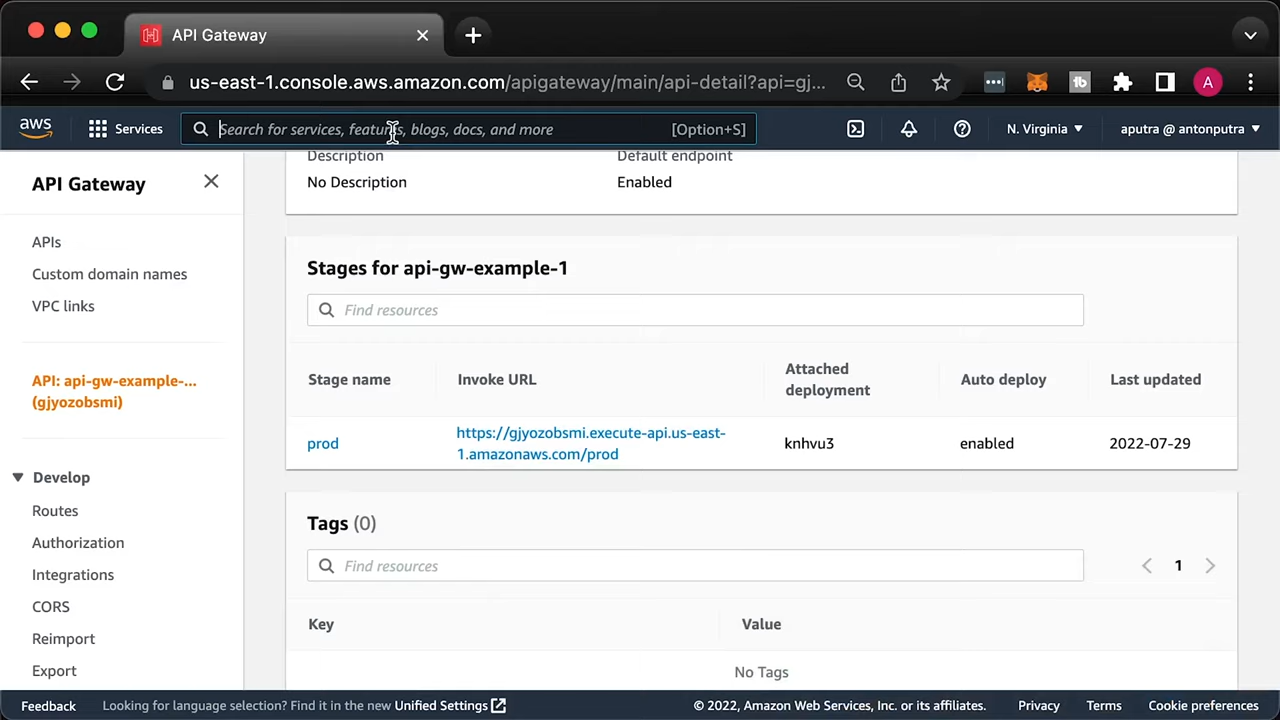 API Gateway
us-east-1.console.aws.amazon.com/apigateway/main/api-detail?api=gj...
A
aws
Services
Search for services, features, blogs, docs, and more
[Option+S]
N. Virginia
aputra @ antonputra
API Gateway
APIs
Custom domain names
VPC links
API: api-gw-example-...
(gjyozobsmi)
Develop
Routes
Authorization
Integrations
CORS
Reimport
Export
Description
No Description
Default endpoint
Enabled
Stages for api-gw-example-1
Find resources
Stage name
Invoke URL
Attached
deployment
Auto deploy
Last updated
prod
https://gjyozobsmi.execute-api.us-east-
1.amazonaws.com/prod
knhvu3
enabled
2022-07-29
Tags (0)
Find resources
1
Key
Value
No Tags
Feedback
Looking for language selection? Find it in the new Unified Settings
© 2022, Amazon Web Services, Inc. or its affiliates.
Privacy
Terms
Cookie preferences